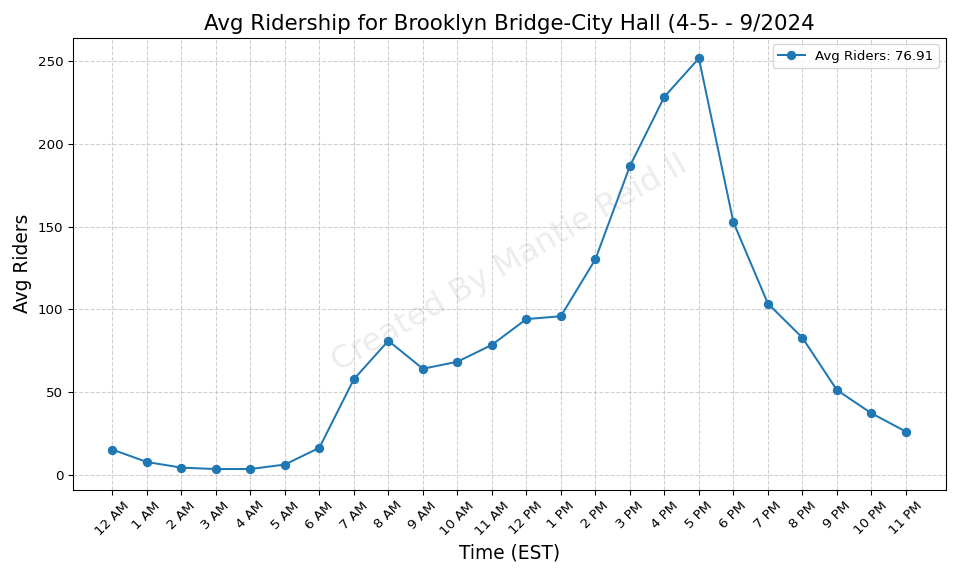 Avg Ridership for Brooklyn Bridge-City Hall (4-5- - 9/2024
Avg Riders: 76.91
Avg Riders
250
200
150
100
50
0
Created By Mantle Reid II
12 AM
1 AM
2 AM
3 AM
4 AM
5 AM
6 AM
7 AM
8 AM
9 AM
10 AM
11 AM
12 PM
1 PM
2 PM
3 PM
4 PM
5 PM
6 PM
7 PM
8 PM
9 PM
10 PM
11 PM
Time (EST)